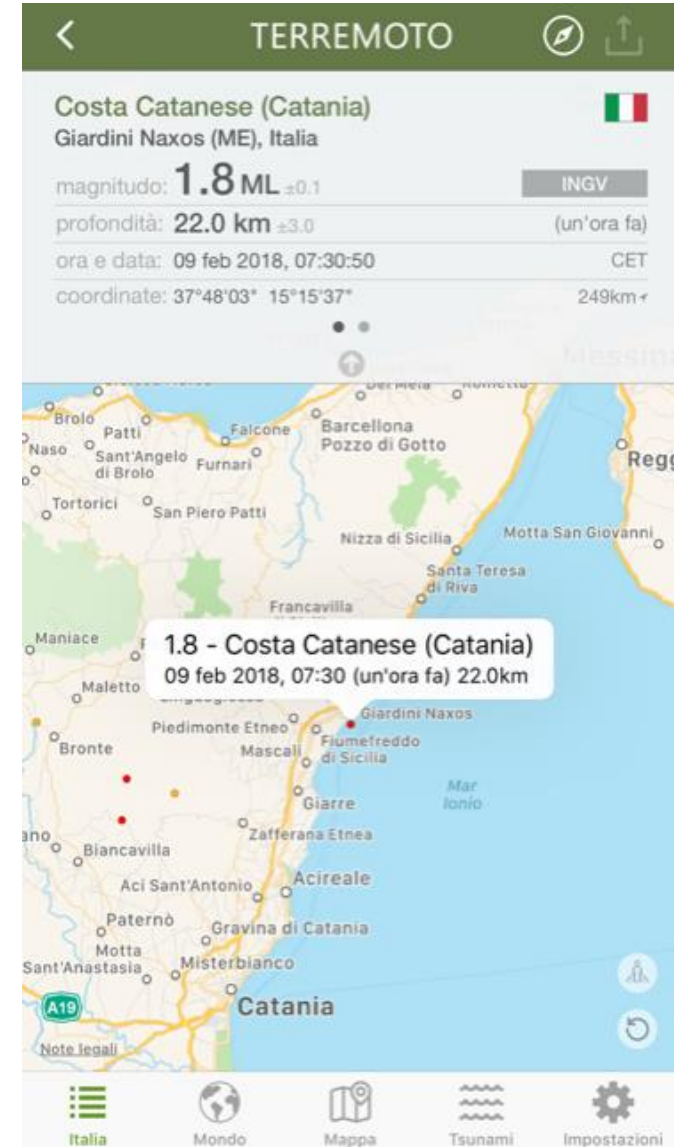 TERREMOTO
Costa Catanese (Catania)
Giardini Naxos (ME), Italia
magnitudo: 1.8 ML ±0.1 INGV
profondità: 22.0 km ±3.0 (un'ora fa)
ora e data: 09 feb 2018, 07:30:50 CET
coordinate: 37°48'03" 15°15'37" 249km
Messina
Brolo
Patti
Falcone
Barcellona
Pozzo di Gotto
Naso
Sant'Angelo
di Brolo
Furnari
Reg
Tortorici
San Piero Patti
Nizza di Sicilia
Motta San Giovanni
Santa Teresa
di Riva
Francavilla
Maniace
1.8 - Costa Catanese (Catania)
09 feb 2018, 07:30 (un'ora fa) 22.0km
Maletto
Giardini Naxos
Piedimonte Etneo
Fiumefreddo
di Sicilia
Bronte
Mascali
Mar
Ionio
Giarre
Zafferana Etnea
Biancavilla
Aci Sant'Antonio
Acireale
Paternò
Gravina di Catania
Motta
Sant'Anastasia
Misterbianco
A19
Catania
Note legali
Italia Mondo Mappa Tsunami Impostazioni